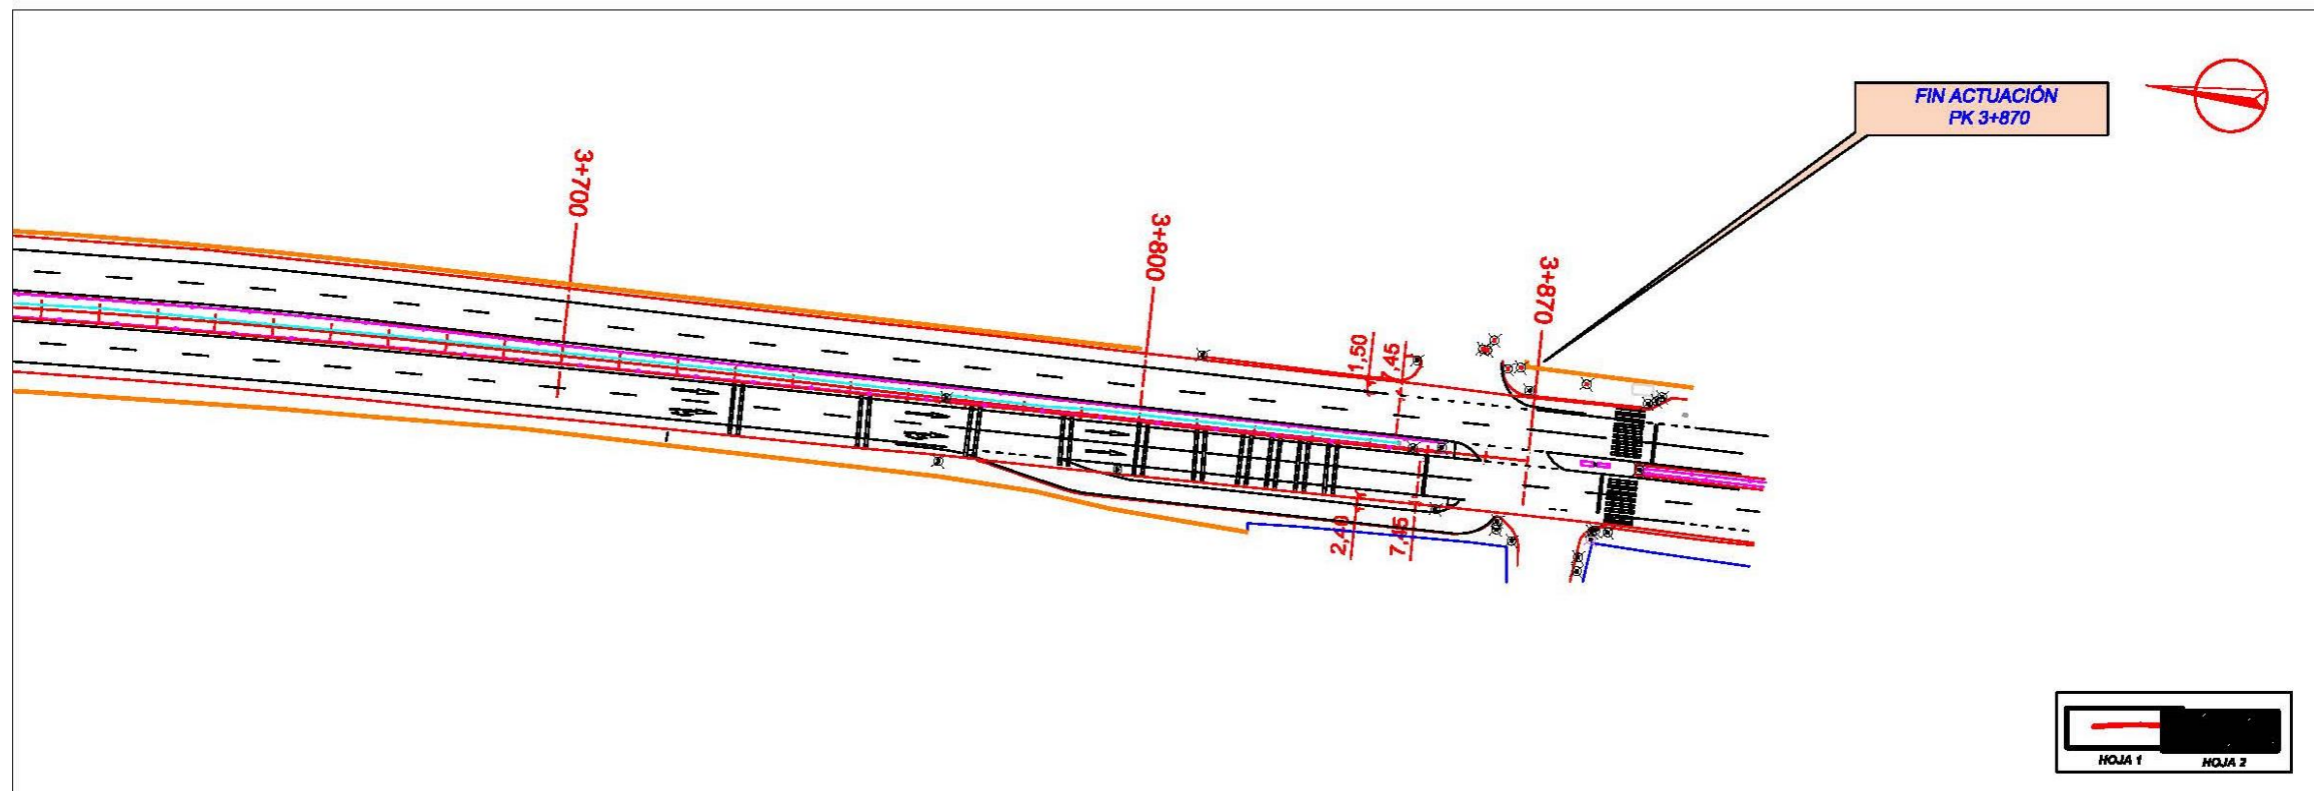 FIN ACTUACIÓN
PK 3+870
3+700
3+800
3+870
1,50
7,45
2,40
7,45
HOJA 1
HOJA 2